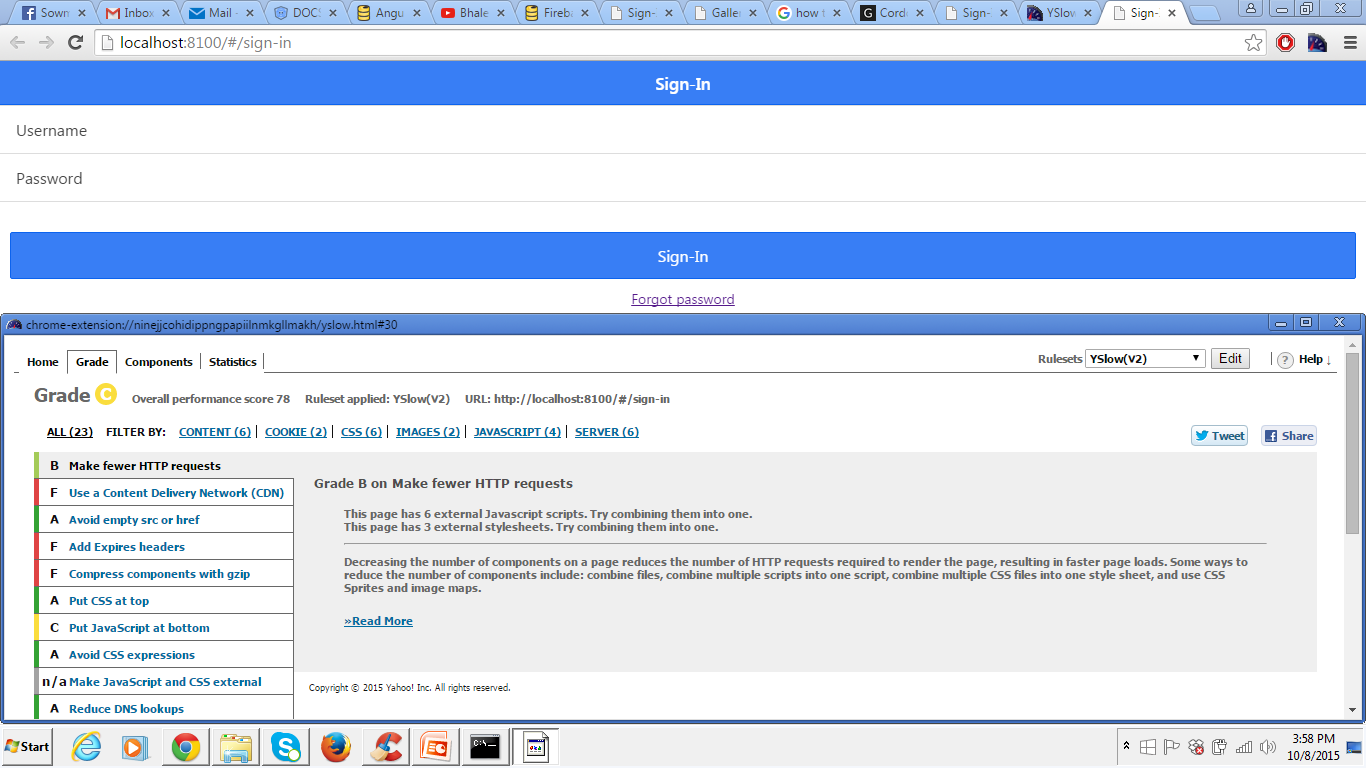 Sown Inbox Mail - DOCS Angu Bhale Fireba Sign- Galler how t Cord Sign- YSlow Sign-
localhost:8100/#/sign-in
Sign-In
Username
Password
Sign-In
Forgot password
chrome-extension://ninejjcohidippngpapiilnmkgllmakh/yslow.html#30
Home Grade Components Statistics Rulesets YSlow(V2) Edit ? Help ↓
Grade C Overall performance score 78 Ruleset applied: YSlow(V2) URL: http://localhost:8100/#/sign-in
ALL (23) FILTER BY: CONTENT (6) COOKIE (2) CSS (6) IMAGES (2) JAVASCRIPT (4) SERVER (6)
Tweet Share
B Make fewer HTTP requests
F Use a Content Delivery Network (CDN)
A Avoid empty src or href
F Add Expires headers
F Compress components with gzip
A Put CSS at top
C Put JavaScript at bottom
A Avoid CSS expressions
n/a Make JavaScript and CSS external
A Reduce DNS lookups
Grade B on Make fewer HTTP requests
This page has 6 external Javascript scripts. Try combining them into one.
This page has 3 external stylesheets. Try combining them into one.
Decreasing the number of components on a page reduces the number of HTTP requests required to render the page, resulting in faster page loads. Some ways to
reduce the number of components include: combine files, combine multiple scripts into one script, combine multiple CSS files into one style sheet, and use CSS
Sprites and image maps.
»Read More
Copyright © 2015 Yahoo! Inc. All rights reserved.
Start
3:58 PM
10/8/2015